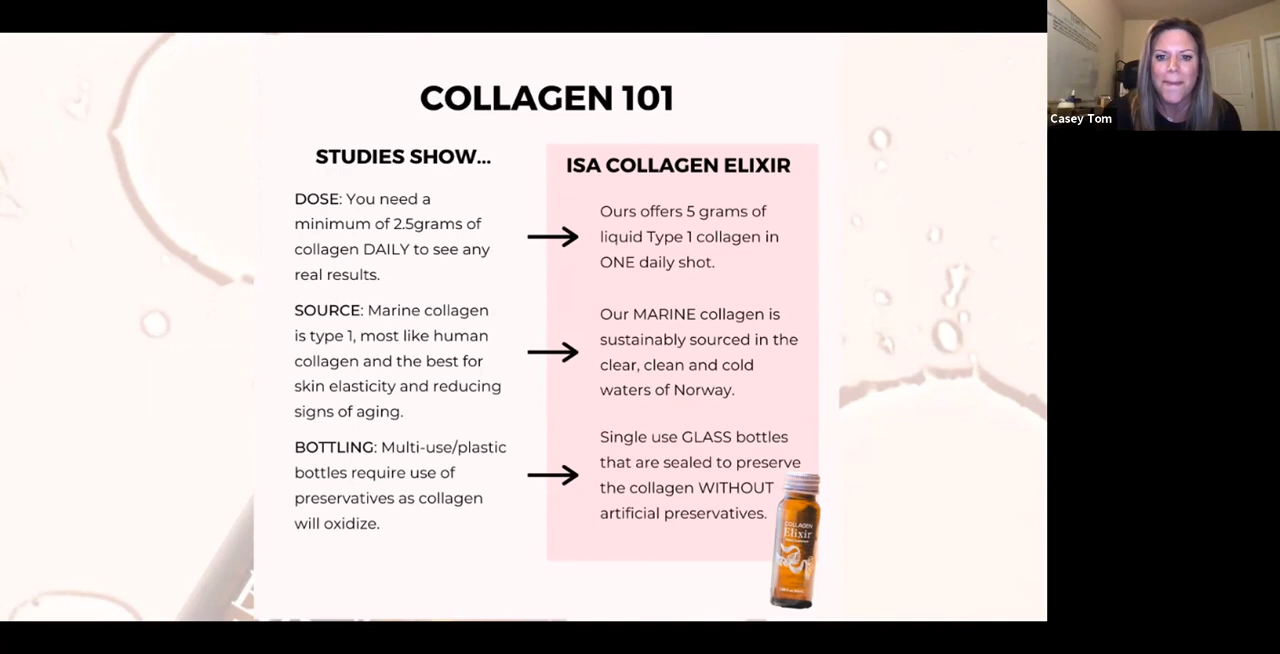 COLLAGEN 101
STUDIES SHOW...
DOSE: You need a
minimum of 2.5grams of
collagen DAILY to see any
real results.
SOURCE: Marine collagen
is type 1, most like human
collagen and the best for
skin elasticity and reducing
signs of aging.
BOTTLING: Multi-use/plastic
bottles require use of
preservatives as collagen
will oxidize.
ISA COLLAGEN ELIXIR
Ours offers 5 grams of
liquid Type 1 collagen in
ONE daily shot.
Our MARINE collagen is
sustainably sourced in the
clear, clean and cold
waters of Norway.
Single use GLASS bottles
that are sealed to preserve
the collagen WITHOUT
artificial preservatives.
COLLAGEN
Elixir
Casey Tom